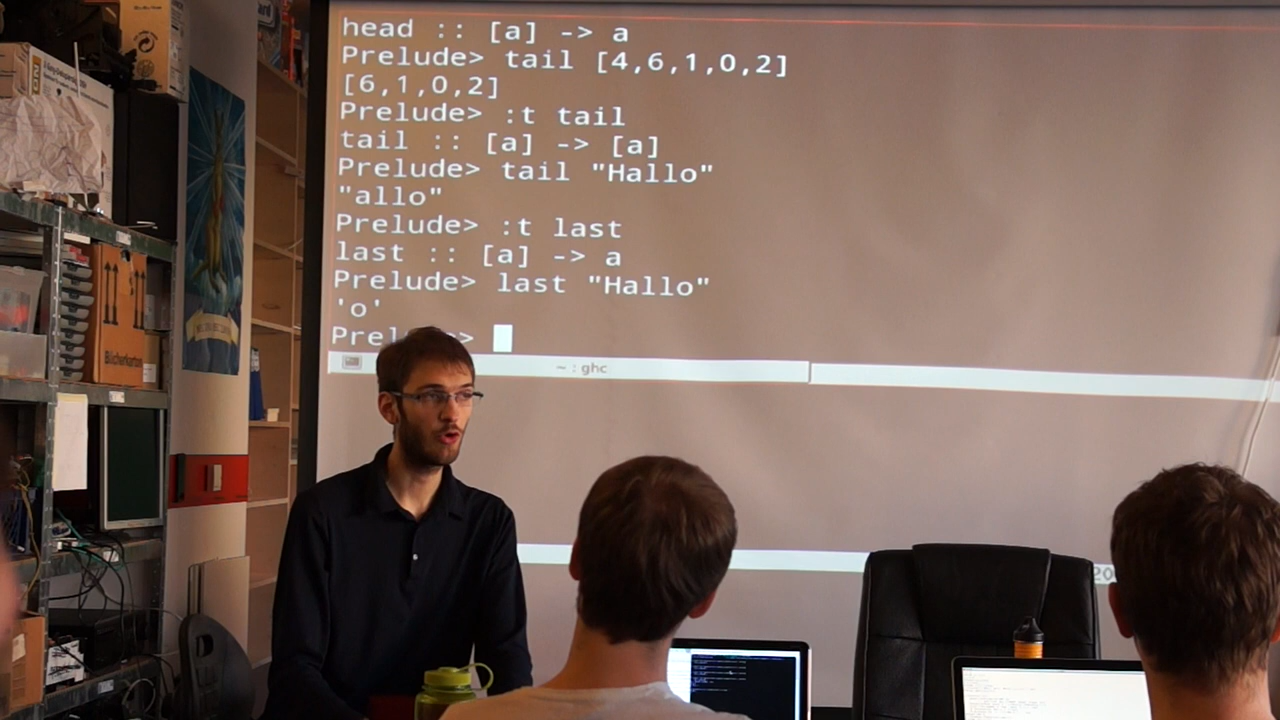 head :: [a] -> a
Prelude> tail [4,6,1,0,2]
[6,1,0,2]
Prelude> :t tail
tail :: [a] -> [a]
Prelude> tail "Hallo"
"allo"
Prelude> :t last
last :: [a] -> a
Prelude> last "Hallo"
'o'
~ : ghc
Bücherkarton